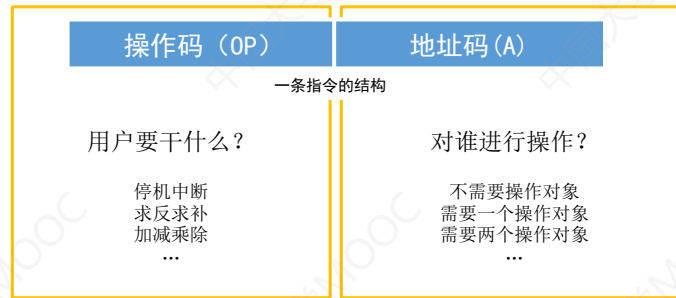 操作码（OP）
地址码(A)
一条指令的结构
用户要干什么？
停机中断
求反求补
加减乘除
…
对谁进行操作？
不需要操作对象
需要一个操作对象
需要两个操作对象
…